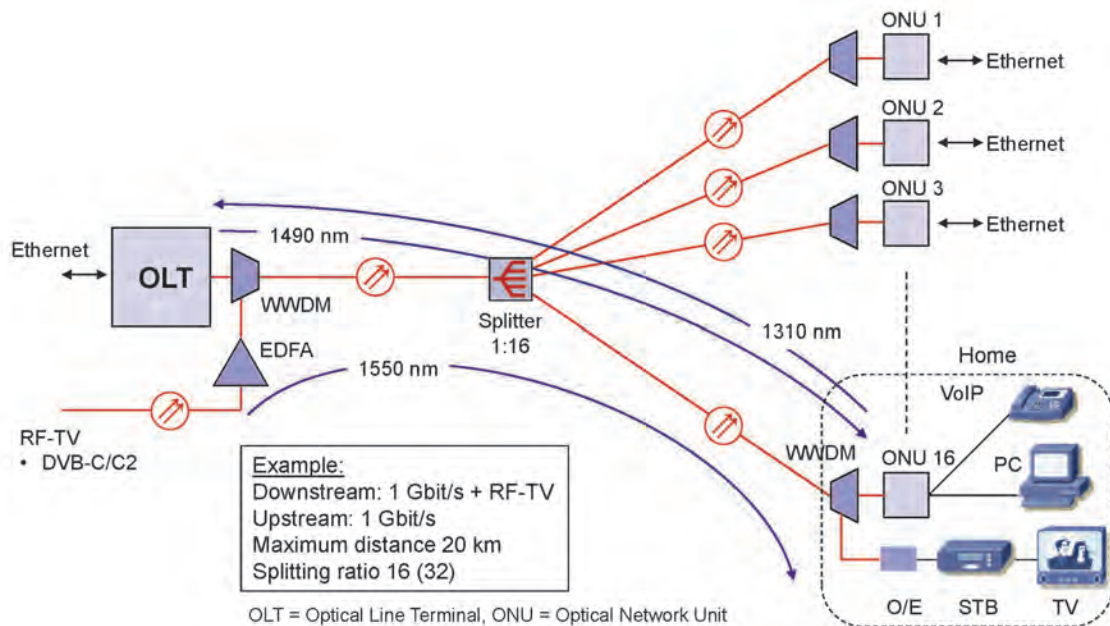 ONU 1
Ethernet
ONU 2
Ethernet
ONU 3
Ethernet
Ethernet
1490 nm
OLT
WWDM
Splitter
1:16
1310 nm
EDFA
1550 nm
Home
VoIP
RF-TV
• DVB-C/C2
WWDM
ONU 16
PC
Example:
Downstream: 1 Gbit/s + RF-TV
Upstream: 1 Gbit/s
Maximum distance 20 km
Splitting ratio 16 (32)
O/E
STB
TV
OLT = Optical Line Terminal, ONU = Optical Network Unit